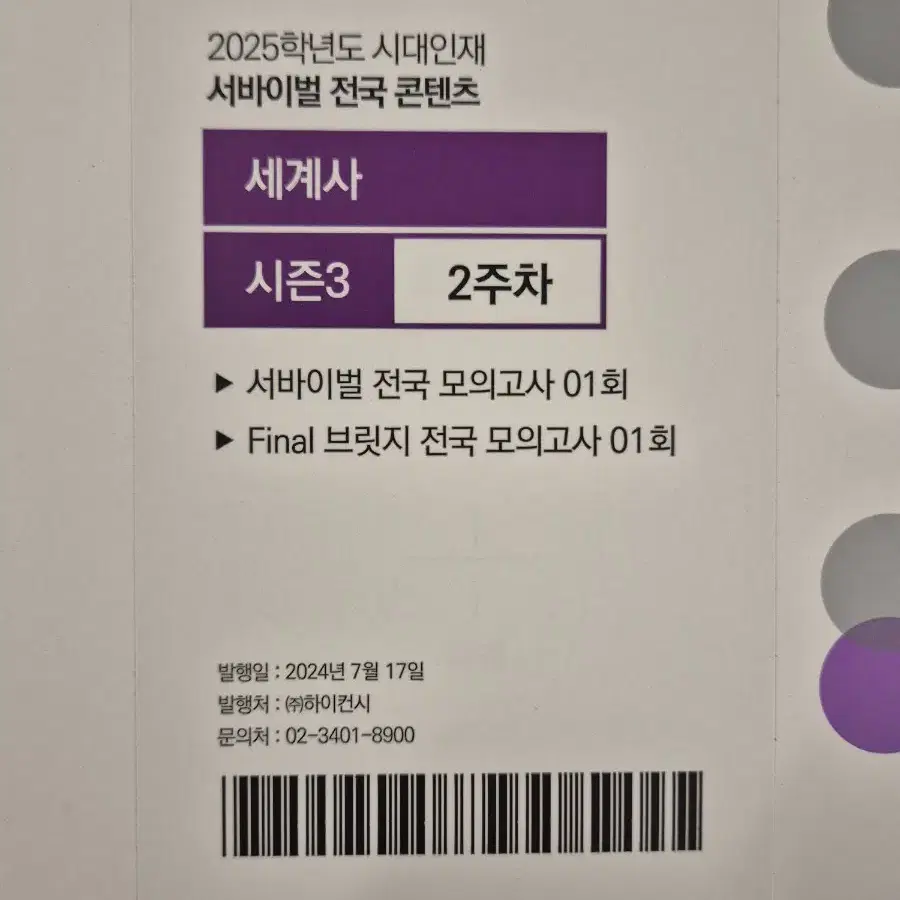 2025학년도 시대인재
서바이벌 전국 콘텐츠
세계사
시즌3 2주차
▶ 서바이벌 전국 모의고사 01회
▶ Final 브릿지 전국 모의고사 01회
발행일 : 2024년 7월 17일
발행처 : ㈜하이컨시
문의처 : 02-3401-8900